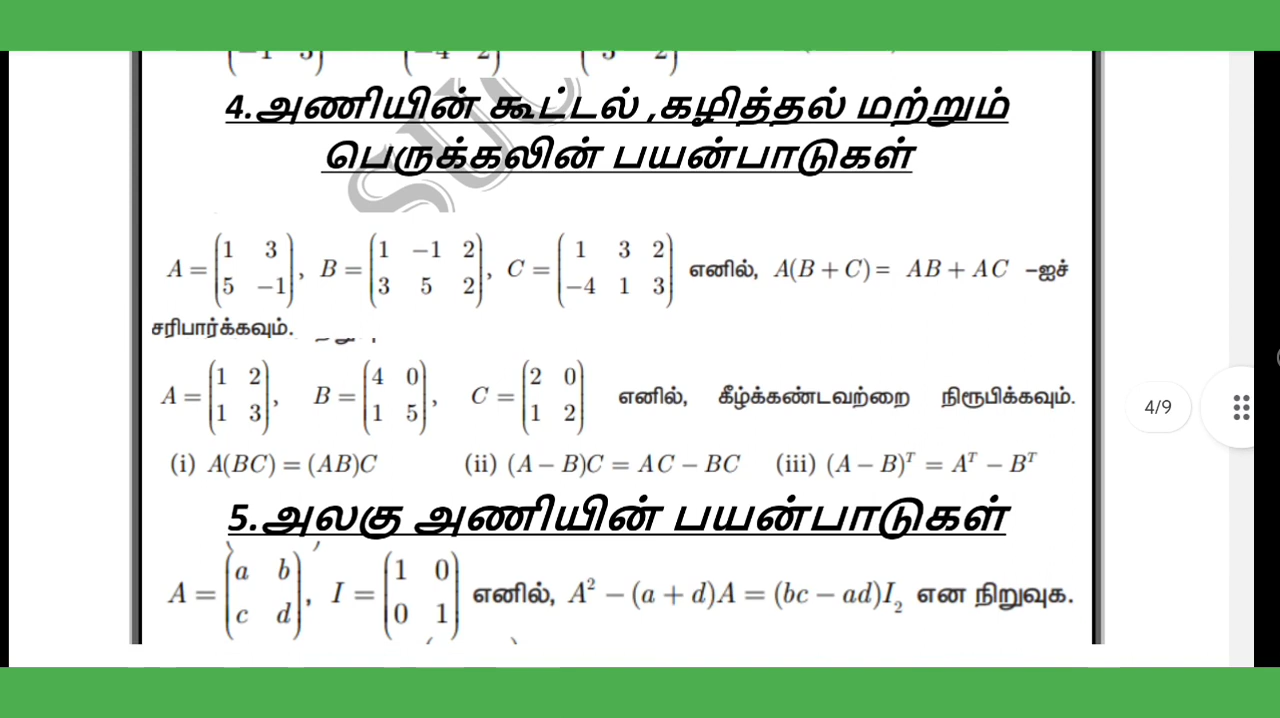 4.அணியின் கூட்டல் ,கழித்தல் மற்றும்
பெருக்கலின் பயன்பாடுகள்
A = (1 3 5 −1), B = (1 −1 2 3 5 2), C = (1 3 2 −4 1 3) எனில், A(B + C) = AB + AC −ஐச்
சரிபார்க்கவும்.
A = (1 2 1 3), B = (4 0 1 5), C = (2 0 1 2) எனில், கீழ்க்கண்டவற்றை நிரூபிக்கவும்.
(i) A(BC) = (AB)C (ii) (A − B)C = AC − BC (iii) (A − B)ᵀ = Aᵀ − Bᵀ
4/9
5.அலகு அணியின் பயன்பாடுகள்
A = (a b c d), I = (1 0 0 1) எனில், A² − (a + d)A = (bc − ad)I₂ என நிறுவுக.